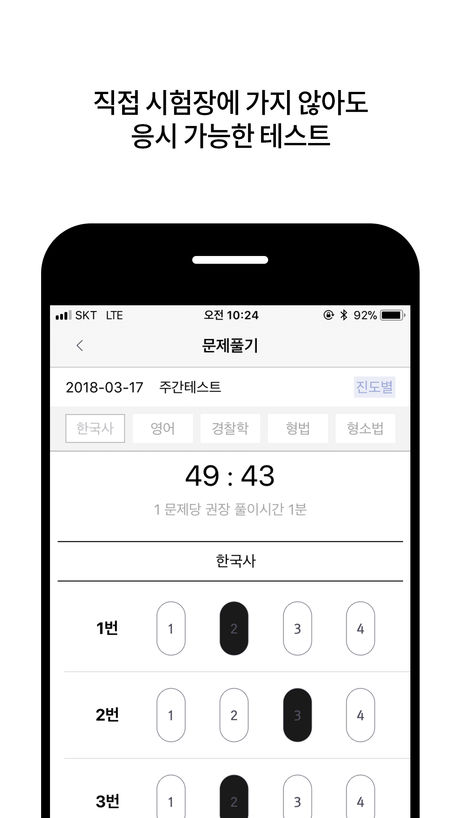 직접 시험장에 가지 않아도
응시 가능한 테스트
SKT LTE 오전 10:24 92%
문제풀기
2018-03-17 주간테스트 진도별
한국사 영어 경찰학 형법 형소법
49 : 43
1 문제당 권장 풀이시간 1분
한국사
1번 1 2 3 4
2번 1 2 3 4
3번 1 2 3 4